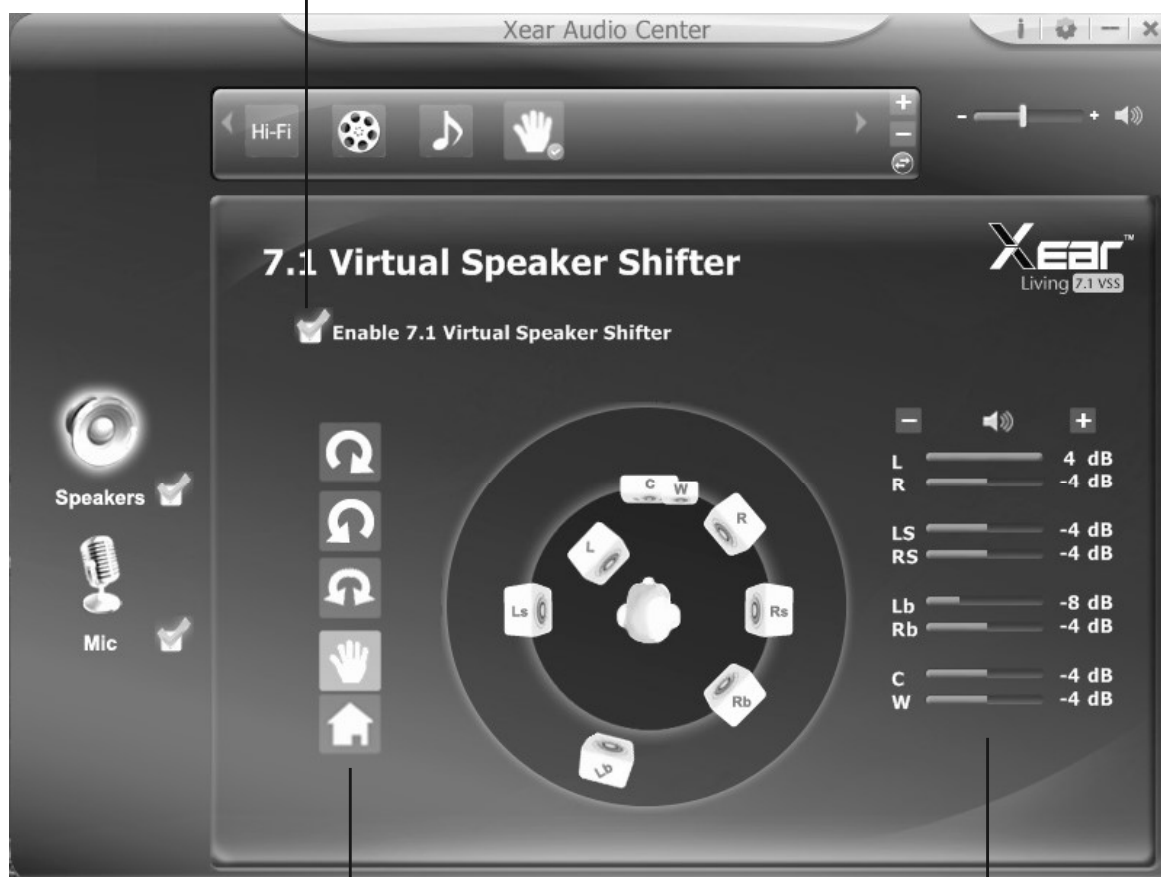 Xear Audio Center
i
Hi-Fi
7.1 Virtual Speaker Shifter
Xear™
Living 7.1 VSS
Enable 7.1 Virtual Speaker Shifter
Speakers
Mic
C
W
L
R
Ls
Rs
Rb
Lb
L 4 dB
R -4 dB
LS -4 dB
RS -4 dB
Lb -8 dB
Rb -4 dB
C -4 dB
W -4 dB